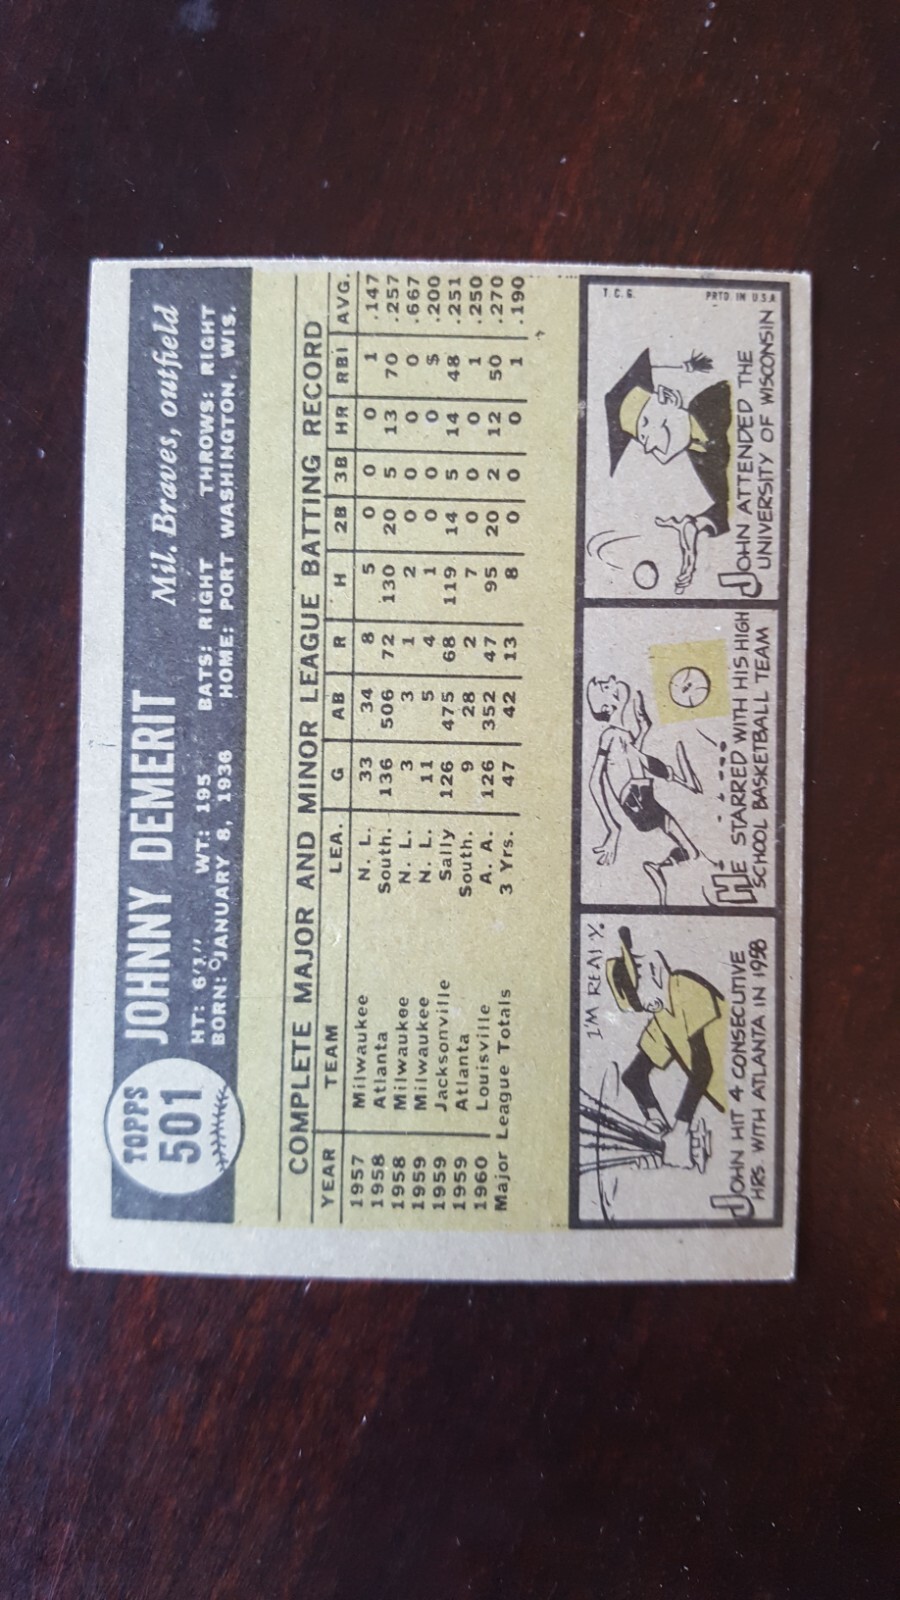 TOPPS
501
JOHNNY DEMERIT Mil. Braves, outfield
HT: 6'1" WT: 195 BATS: RIGHT THROWS: RIGHT
BORN: JANUARY 8, 1936 HOME: PORT WASHINGTON, WIS.
COMPLETE MAJOR AND MINOR LEAGUE BATTING RECORD
YEAR TEAM LEA. G AB R H 2B 3B HR RBI AVG.
1957 Milwaukee N. L. 33 34 8 5 0 0 0 1 .147
1958 Atlanta South. 136 506 72 130 20 5 13 70 .257
1958 Milwaukee N. L. 3 3 1 2 0 0 0 0 .667
1959 Milwaukee N. L. 11 5 4 1 0 0 0 $ .200
1959 Jacksonville Sally 126 475 68 119 14 5 14 48 .251
1959 Atlanta South. 9 28 2 7 0 0 0 1 .250
1960 Louisville A. A. 126 352 47 95 20 2 12 50 .270
Major League Totals 3 Yrs. 47 42 13 8 0 0 0 1 .190
I'M READY.
JOHN HIT 4 CONSECUTIVE
HRS. WITH ATLANTA IN 1958
HE STARRED WITH HIS HIGH
SCHOOL BASKETBALL TEAM
T. C. G. PRTD. IN U.S.A.
JOHN ATTENDED THE
UNIVERSITY OF WISCONSIN